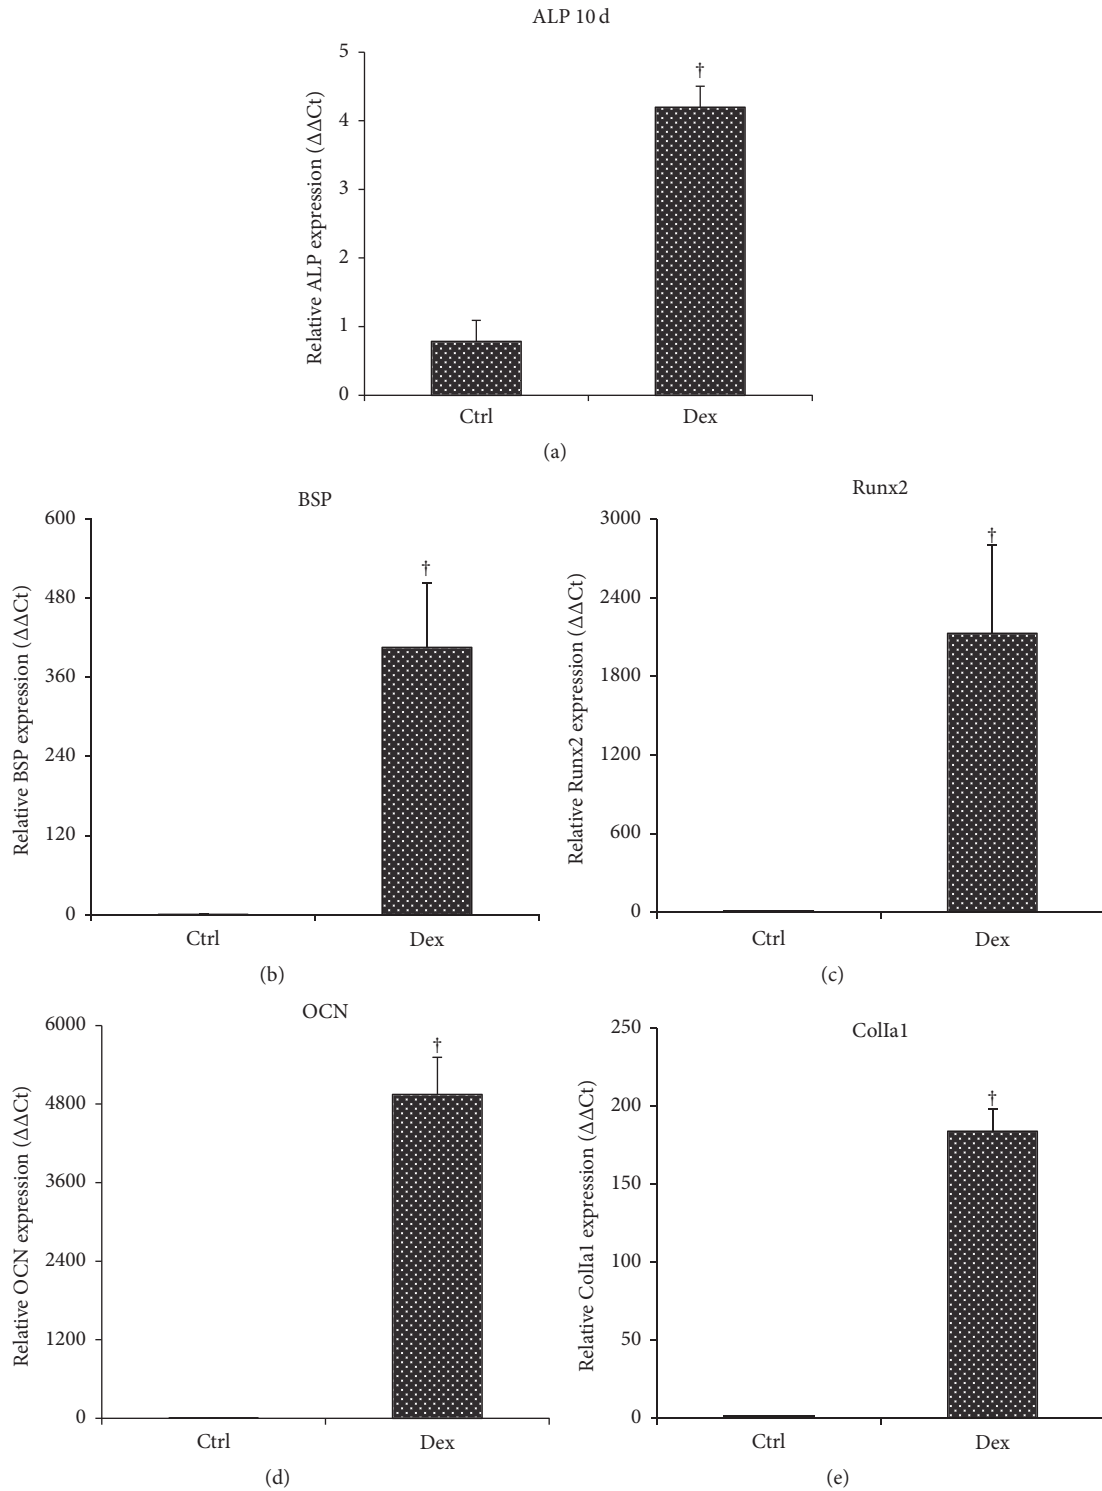 ALP 10 d
Relative ALP expression (ΔΔCt)
5
4
3
2
1
0
†
Ctrl
Dex
(a)
BSP
Relative BSP expression (ΔΔCt)
600
480
360
240
120
0
†
Ctrl
Dex
(b)
Runx2
Relative Runx2 expression (ΔΔCt)
3000
2400
1800
1200
600
0
†
Ctrl
Dex
(c)
OCN
Relative OCN expression (ΔΔCt)
6000
4800
3600
2400
1200
0
†
Ctrl
Dex
(d)
ColIa1
Relative ColIa1 expression (ΔΔCt)
250
200
150
100
50
0
†
Ctrl
Dex
(e)